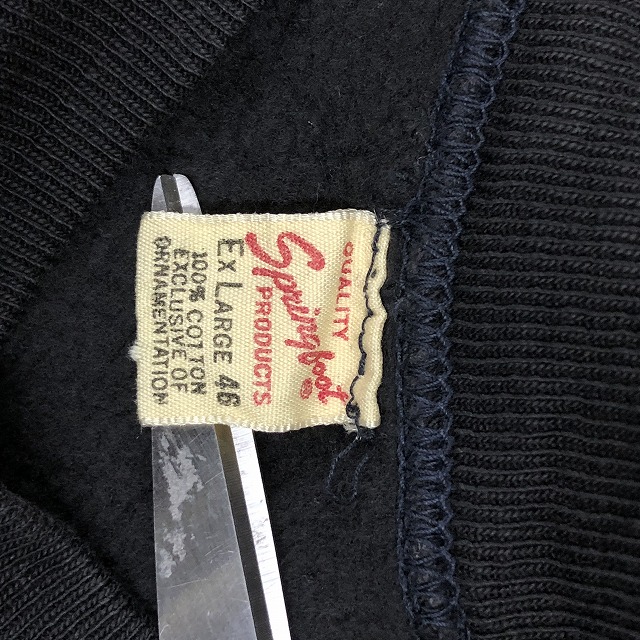 QUALITY
Springfoot
PRODUCTS
EX LARGE 46
100% COTTON
EXCLUSIVE OF
ORNAMENTATION